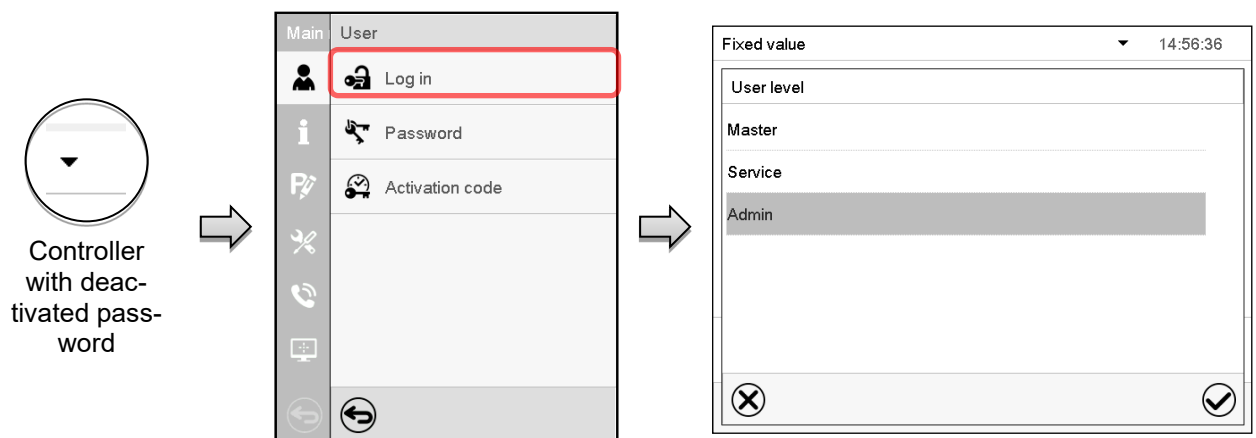 Controller
with deac-
tivated pass-
word
Main
User
Log in
Password
Activation code
Fixed value
14:56:36
User level
Master
Service
Admin